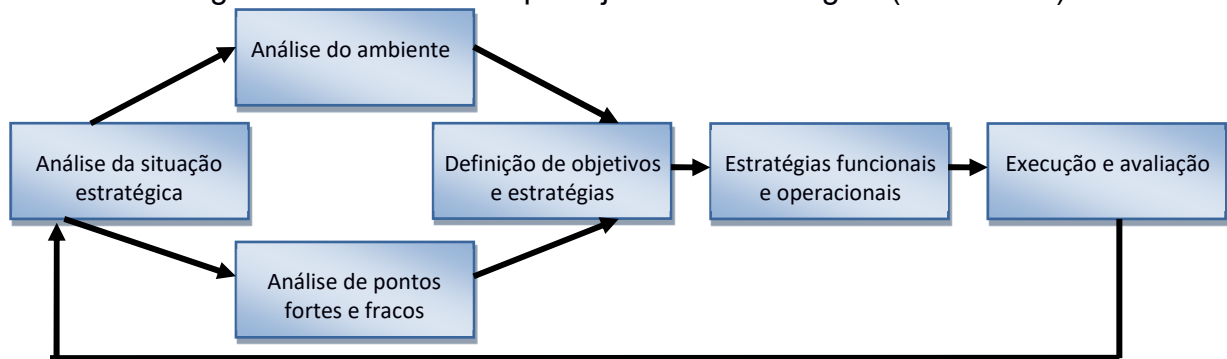 Análise do ambiente
Análise da situação
estratégica
Definição de objetivos
e estratégias
Estratégias funcionais
e operacionais
Execução e avaliação
Análise de pontos
fortes e fracos